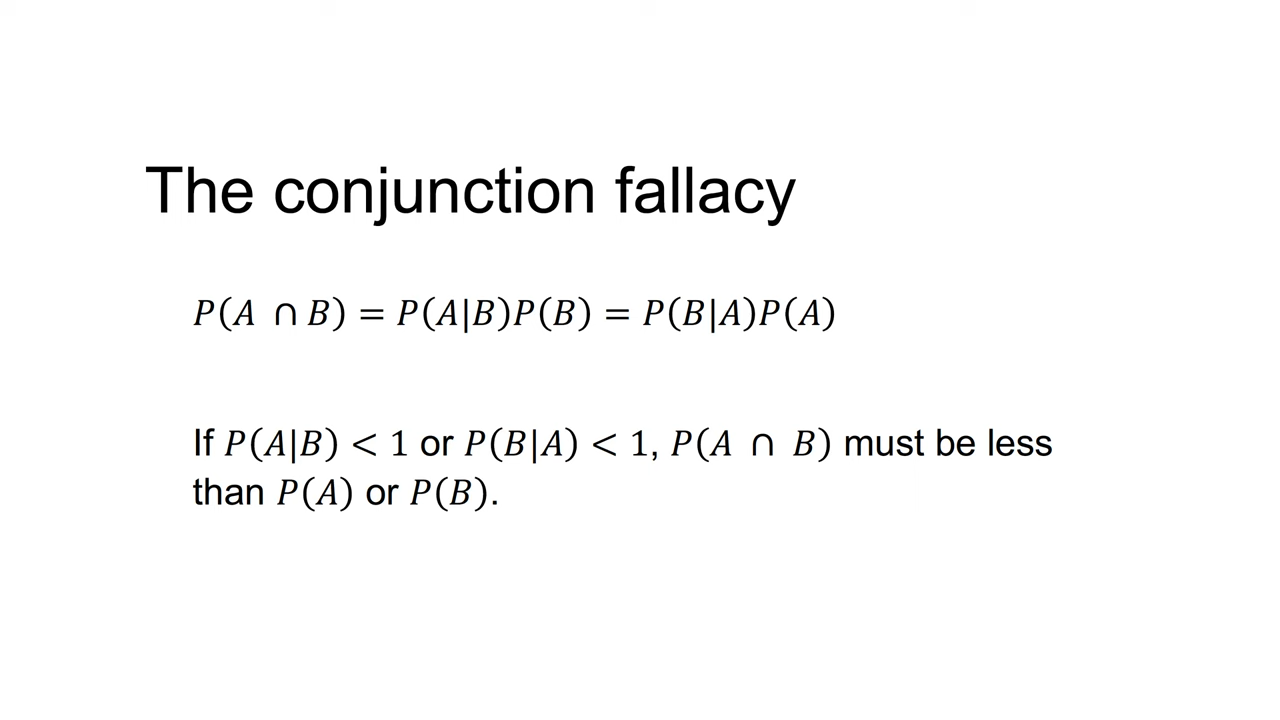 The conjunction fallacy
P(A ∩ B) = P(A|B)P(B) = P(B|A)P(A)
If P(A|B) < 1 or P(B|A) < 1, P(A ∩ B) must be less
than P(A) or P(B).